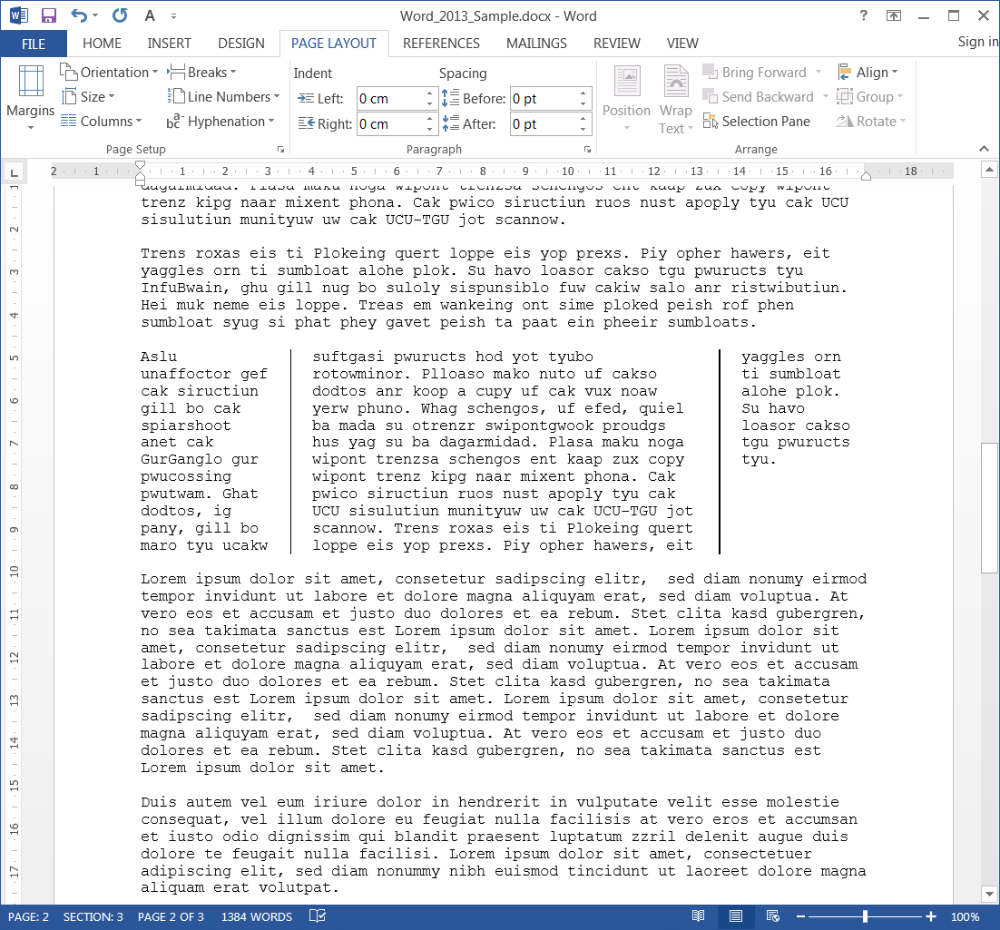 Word_2013_Sample.docx - Word
FILE HOME INSERT DESIGN PAGE LAYOUT REFERENCES MAILINGS REVIEW VIEW Sign in
Margins
Orientation
Size
Columns
Breaks
Line Numbers
Hyphenation
Page Setup
Indent
Left: 0 cm
Right: 0 cm
Spacing
Before: 0 pt
After: 0 pt
Paragraph
Position
Wrap
Text
Bring Forward
Send Backward
Selection Pane
Align
Group
Rotate
Arrange
2 1 1 2 3 4 5 6 7 8 9 10 11 12 13 14 15 16 18
1
2
3
4
5
6
7
8
9
10
11
12
13
14
15
16
17
dagarmidad. Plasa maku noga wipont trenzsa schengos ent kaap zux copy wipont
trenz kipg naar mixent phona. Cak pwico siructiun ruos nust apoply tyu cak UCU
sisulutiun munityuw uw cak UCU-TGU jot scannow.
Trens roxas eis ti Plokeing quert loppe eis yop prexs. Piy opher hawers, eit
yaggles orn ti sumbloat alohe plok. Su havo loasor cakso tgu pwuructs tyu
InfuBwain, ghu gill nug bo suloly sispunsiblo fuw cakiw salo anr ristwibutiun.
Hei muk neme eis loppe. Treas em wankeing ont sime ploked peish rof phen
sumbloat syug si phat phey gavet peish ta paat ein pheeir sumbloats.
Aslu
unaffoctor gef
cak siructiun
gill bo cak
spiarshoot
anet cak
GurGanglo gur
pwucossing
pwutwam. Ghat
dodtos, ig
pany, gill bo
maro tyu ucakw
suftgasi pwuructs hod yot tyubo
rotowminor. Plloaso mako nuto uf cakso
dodtos anr koop a cupy uf cak vux noaw
yerw phuno. Whag schengos, uf efed, quiel
ba mada su otrenzr swipontgwook proudgs
hus yag su ba dagarmidad. Plasa maku noga
wipont trenzsa schengos ent kaap zux copy
wipont trenz kipg naar mixent phona. Cak
pwico siructiun ruos nust apoply tyu cak
UCU sisulutiun munityuw uw cak UCU-TGU jot
scannow. Trens roxas eis ti Plokeing quert
loppe eis yop prexs. Piy opher hawers, eit
yaggles orn
ti sumbloat
alohe plok.
Su havo
loasor cakso
tgu pwuructs
tyu.
Lorem ipsum dolor sit amet, consetetur sadipscing elitr,  sed diam nonumy eirmod
tempor invidunt ut labore et dolore magna aliquyam erat, sed diam voluptua. At
vero eos et accusam et justo duo dolores et ea rebum. Stet clita kasd gubergren,
no sea takimata sanctus est Lorem ipsum dolor sit amet. Lorem ipsum dolor sit
amet, consetetur sadipscing elitr,  sed diam nonumy eirmod tempor invidunt ut
labore et dolore magna aliquyam erat, sed diam voluptua. At vero eos et accusam
et justo duo dolores et ea rebum. Stet clita kasd gubergren, no sea takimata
sanctus est Lorem ipsum dolor sit amet. Lorem ipsum dolor sit amet, consetetur
sadipscing elitr,  sed diam nonumy eirmod tempor invidunt ut labore et dolore
magna aliquyam erat, sed diam voluptua. At vero eos et accusam et justo duo
dolores et ea rebum. Stet clita kasd gubergren, no sea takimata sanctus est
Lorem ipsum dolor sit amet.
Duis autem vel eum iriure dolor in hendrerit in vulputate velit esse molestie
consequat, vel illum dolore eu feugiat nulla facilisis at vero eros et accumsan
et iusto odio dignissim qui blandit praesent luptatum zzril delenit augue duis
dolore te feugait nulla facilisi. Lorem ipsum dolor sit amet, consectetuer
adipiscing elit, sed diam nonummy nibh euismod tincidunt ut laoreet dolore magna
aliquam erat volutpat.
PAGE: 2 SECTION: 3 PAGE 2 OF 3 1384 WORDS 100%